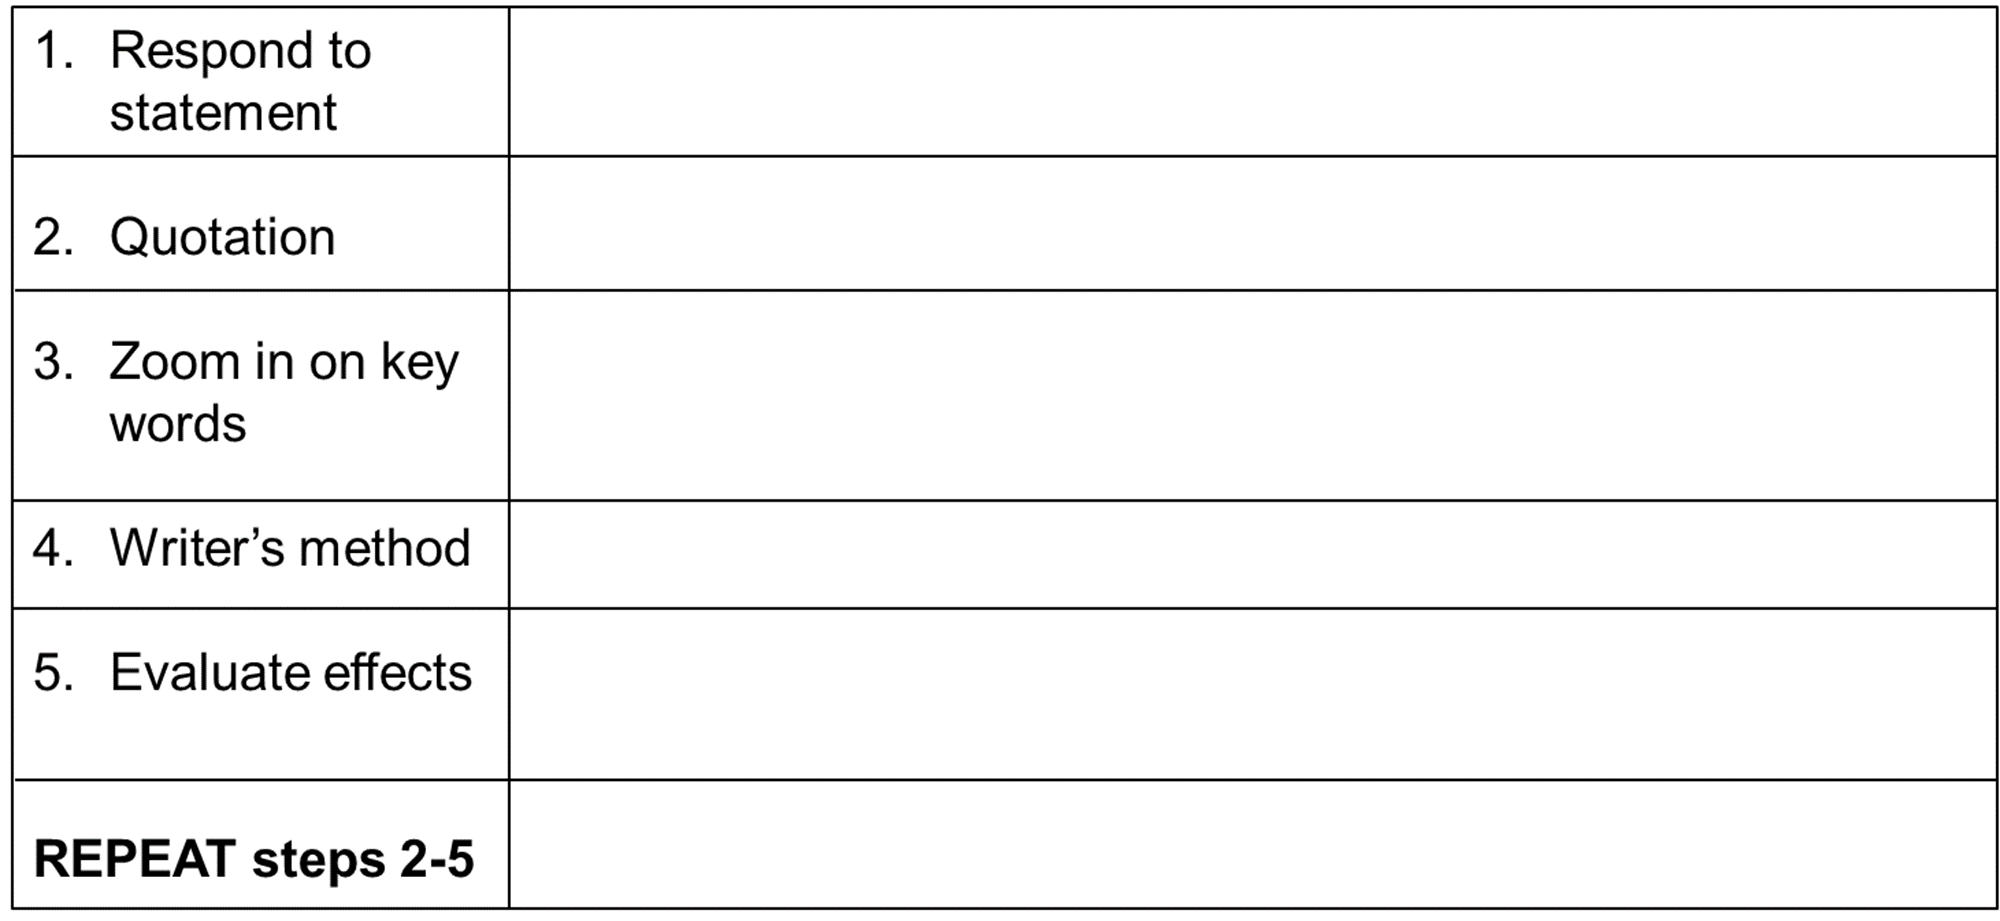 1. Respond to
statement
2. Quotation
3. Zoom in on key
words
4. Writer’s method
5. Evaluate effects
REPEAT steps 2-5